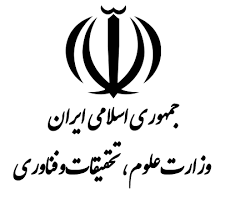 جمهوری اسلامی ایران
وزارت علوم، تحقیقات و فناوری